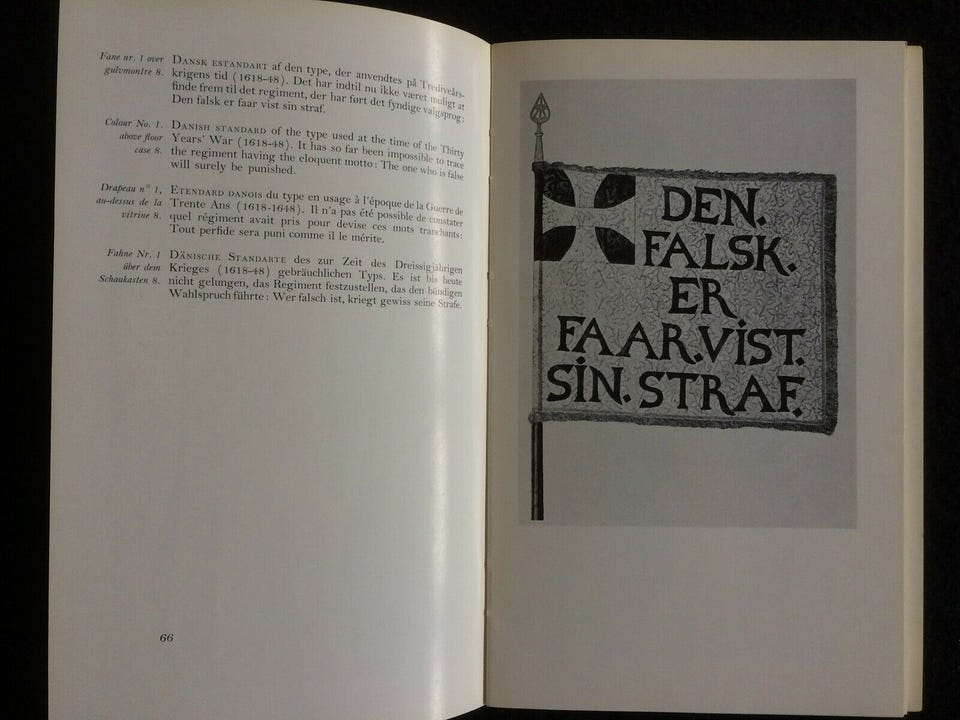 Fane nr. 1 over
gulvmontre 8.
DANSK ESTANDART af den type, der anvendtes på Trediveårs-
krigens tid (1618-48). Det har indtil nu ikke været muligt at
finde frem til det regiment, der har ført det fyndige valgsprog:
Den falsk er faar vist sin straf.
Colour No. 1.
above floor
case 8.
DANISH STANDARD of the type used at the time of the Thirty
Years' War (1618-48). It has so far been impossible to trace
the regiment having the eloquent motto: The one who is false
will surely be punished.
Drapeau n° 1,
au-dessus de la
vitrine 8.
ETENDARD DANOIS du type en usage à l'époque de la Guerre de
Trente Ans (1618-1648). Il n'a pas été possible de constater
quel régiment avait pris pour devise ces mots tranchants:
Tout perfide sera puni comme il le mérite.
Fahne Nr. 1
über dem
Schaukasten 8.
DÄNISCHE STANDARTE des zur Zeit des Dreissigjährigen
Krieges (1618-48) gebräuchlichen Typs. Es ist bis heute
nicht gelungen, das Regiment festzustellen, das den bündigen
Wahlspruch führte: Wer falsch ist, kriegt gewiss seine Strafe.
66
DEN.
FALSK.
ER
FAAR.VIST.
SIN.STRAF.